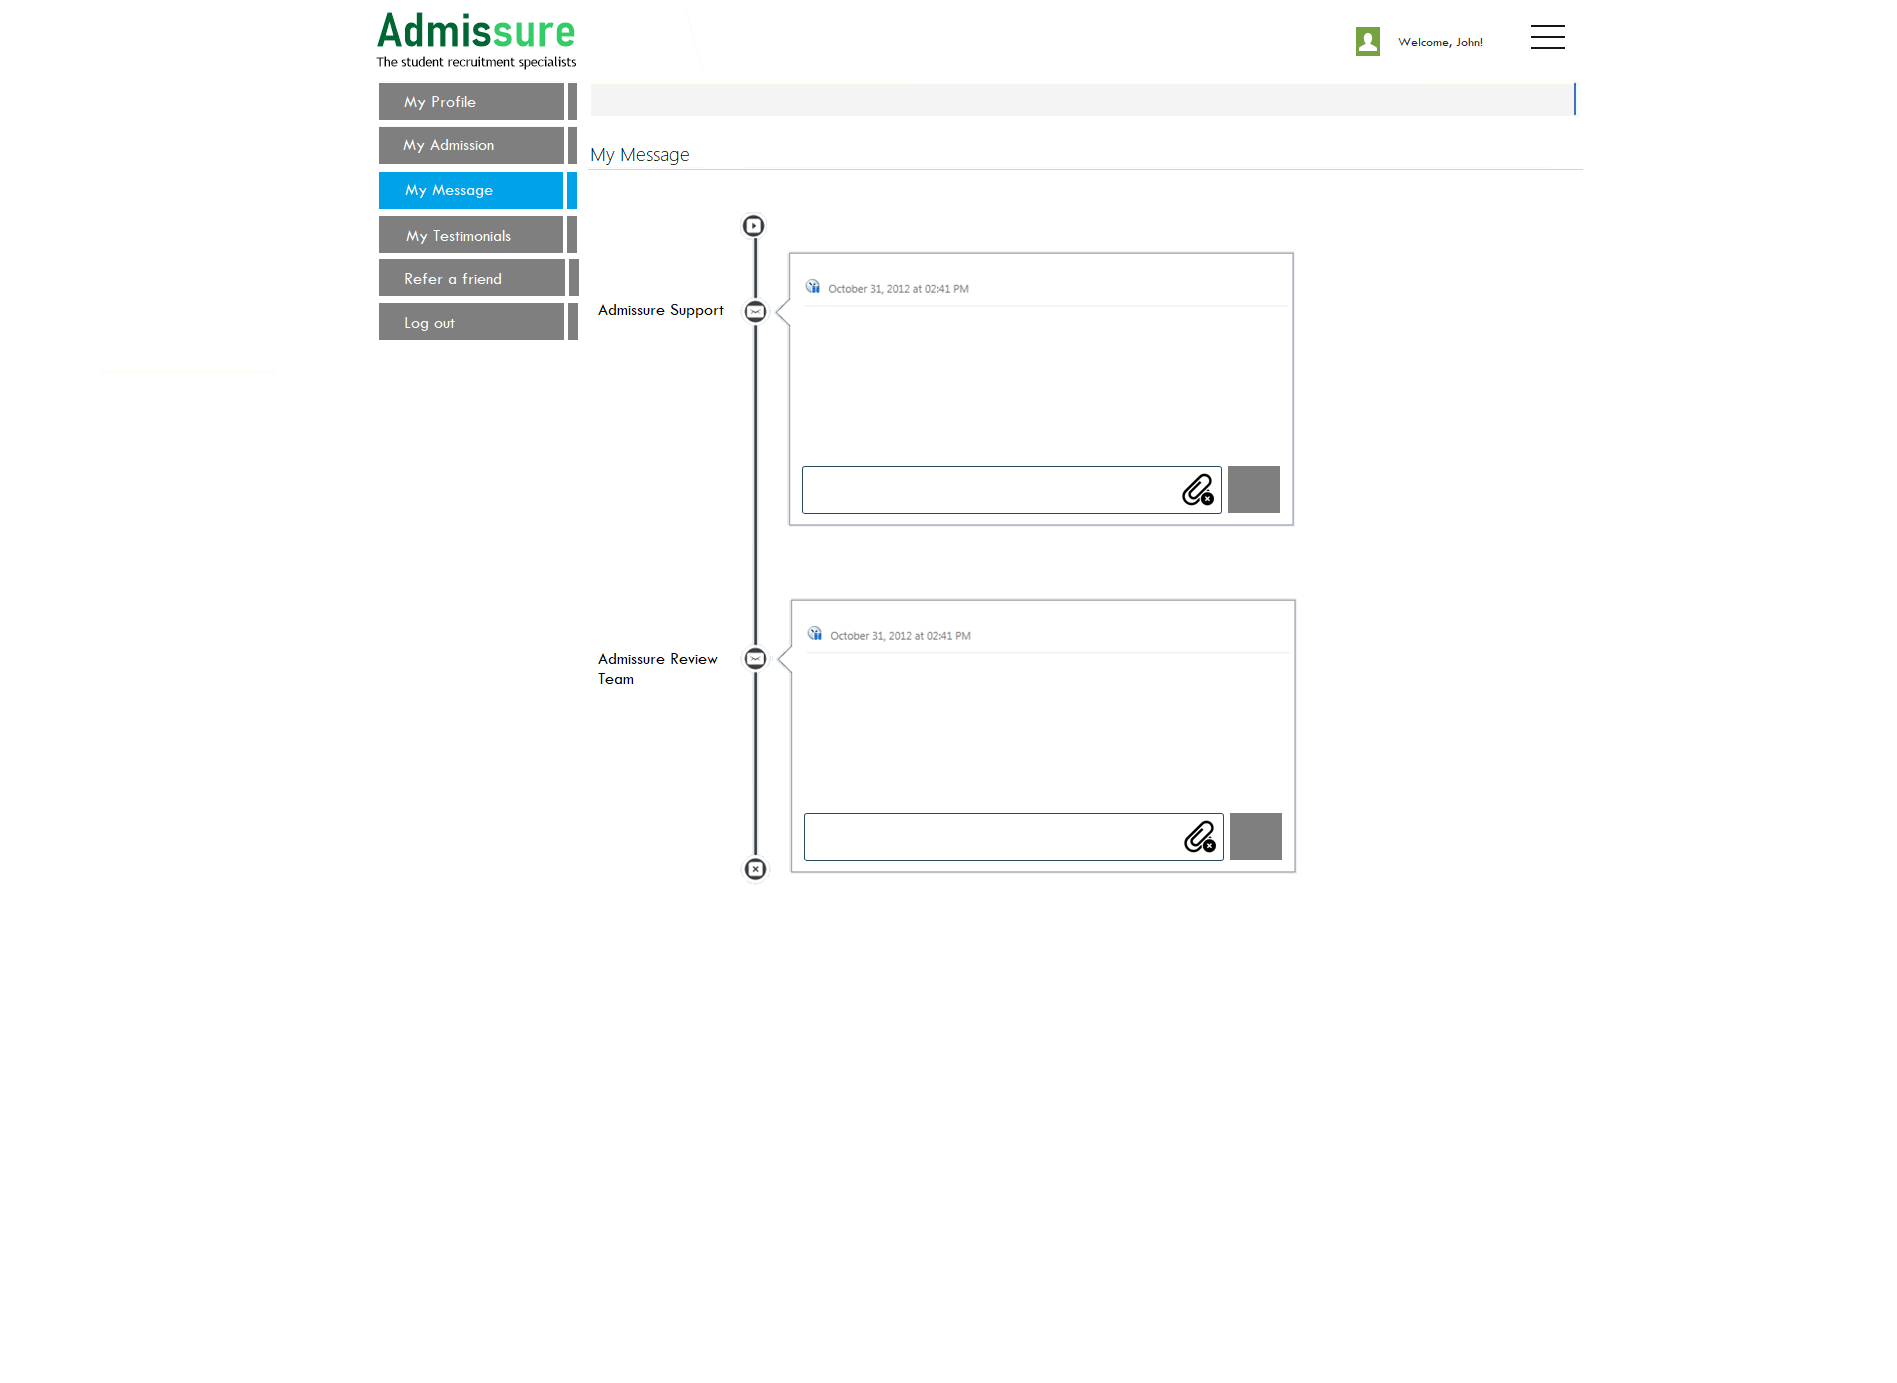 Admissure
The student recruitment specialists
Welcome, John!
My Profile
My Admission
My Message
My Testimonials
Refer a friend
Log out
My Message
Admissure Support
October 31, 2012 at 02:41 PM
Admissure Review
Team
October 31, 2012 at 02:41 PM